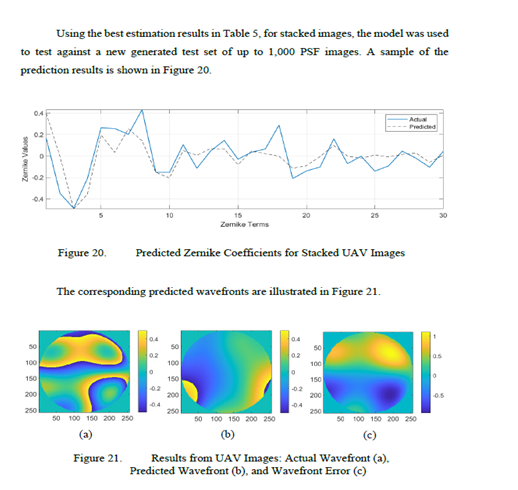 Using the best estimation results in Table 5, for stacked images, the model was used
to test against a new generated test set of up to 1,000 PSF images. A sample of the
prediction results is shown in Figure 20.
0.4
0.2
0
-0.2
-0.4
Zernike Values
Actual
Predicted
5 10 15 20 25 30
Zernike Terms
Figure 20. Predicted Zernike Coefficients for Stacked UAV Images
The corresponding predicted wavefronts are illustrated in Figure 21.
50
100
150
200
250
50 100 150 200 250
0.4
0.2
0
-0.2
-0.4
(a)
50
100
150
200
250
50 100 150 200 250
0.4
0.2
0
-0.2
-0.4
(b)
50
100
150
200
250
50 100 150 200 250
1
0.5
0
-0.5
(c)
Figure 21. Results from UAV Images: Actual Wavefront (a),
Predicted Wavefront (b), and Wavefront Error (c)